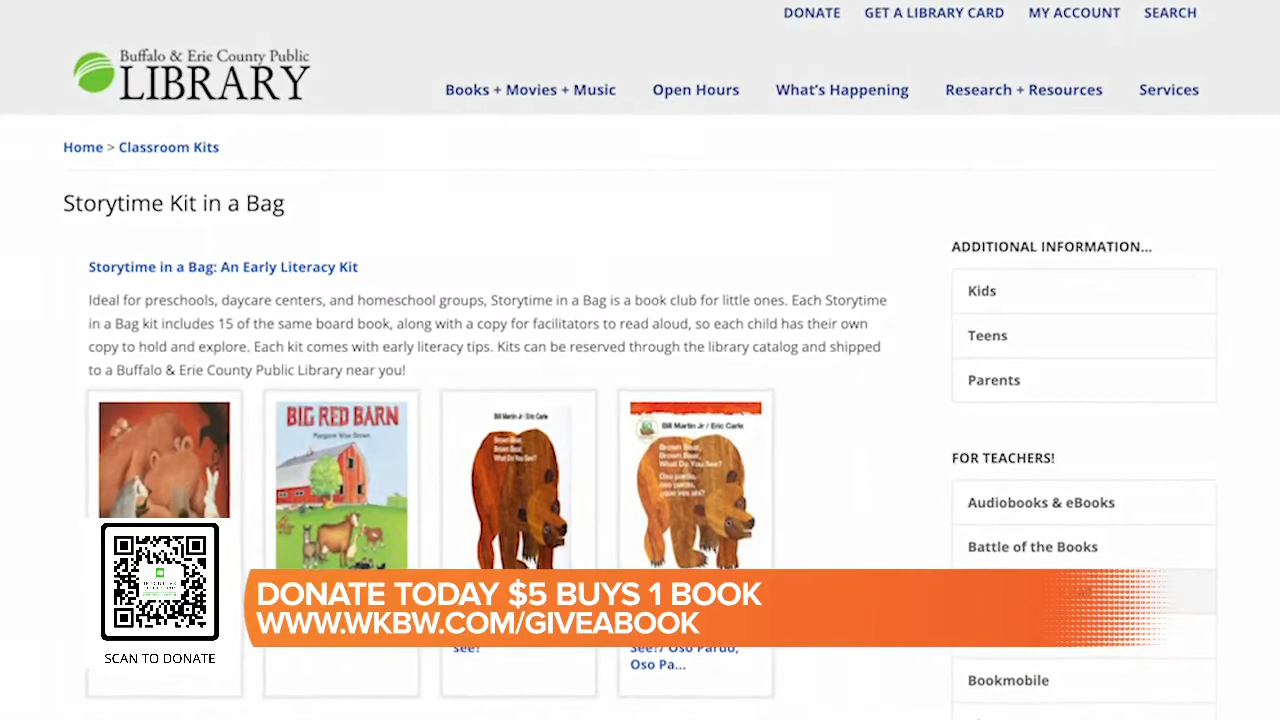 DONATE GET A LIBRARY CARD MY ACCOUNT SEARCH
Buffalo & Erie County Public
LIBRARY
Books + Movies + Music Open Hours What's Happening Research + Resources Services
Home > Classroom Kits
Storytime Kit in a Bag
Storytime in a Bag: An Early Literacy Kit
Ideal for preschools, daycare centers, and homeschool groups, Storytime in a Bag is a book club for little ones. Each Storytime
in a Bag kit includes 15 of the same board book, along with a copy for facilitators to read aloud, so each child has their own
copy to hold and explore. Each kit comes with early literacy tips. Kits can be reserved through the library catalog and shipped
to a Buffalo & Erie County Public Library near you!
BIG RED BARN
Margaret Wise Brown
Bill Martin Jr / Eric Carle
Brown Bear,
Brown Bear,
What Do You See?
Bill Martin Jr / Eric Carle
Brown Bear,
Brown Bear,
What Do You See?
Oso pardo,
oso pardo,
¿qué ves ahí?
See?
See?/ Oso Pardo,
Oso Pa...
ADDITIONAL INFORMATION...
Kids
Teens
Parents
FOR TEACHERS!
Audiobooks & eBooks
Battle of the Books
Bookmobile
SCAN TO DONATE
DONATE TODAY $5 BUYS 1 BOOK
WWW.WKBW.COM/GIVEABOOK